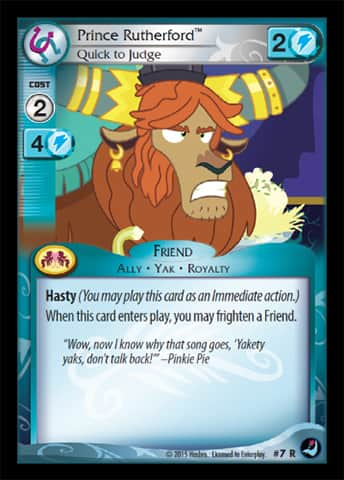 Prince Rutherford™
Quick to Judge
2
COST
2
4
FRIEND
ALLY • YAK • ROYALTY
Hasty (You may play this card as an Immediate action.)
When this card enters play, you may frighten a Friend.
“Wow, now I know why that song goes, ‘Yakety
yaks, don’t talk back!’” –Pinkie Pie
© 2015 Hasbro. Licensed to Enterplay. #7 R